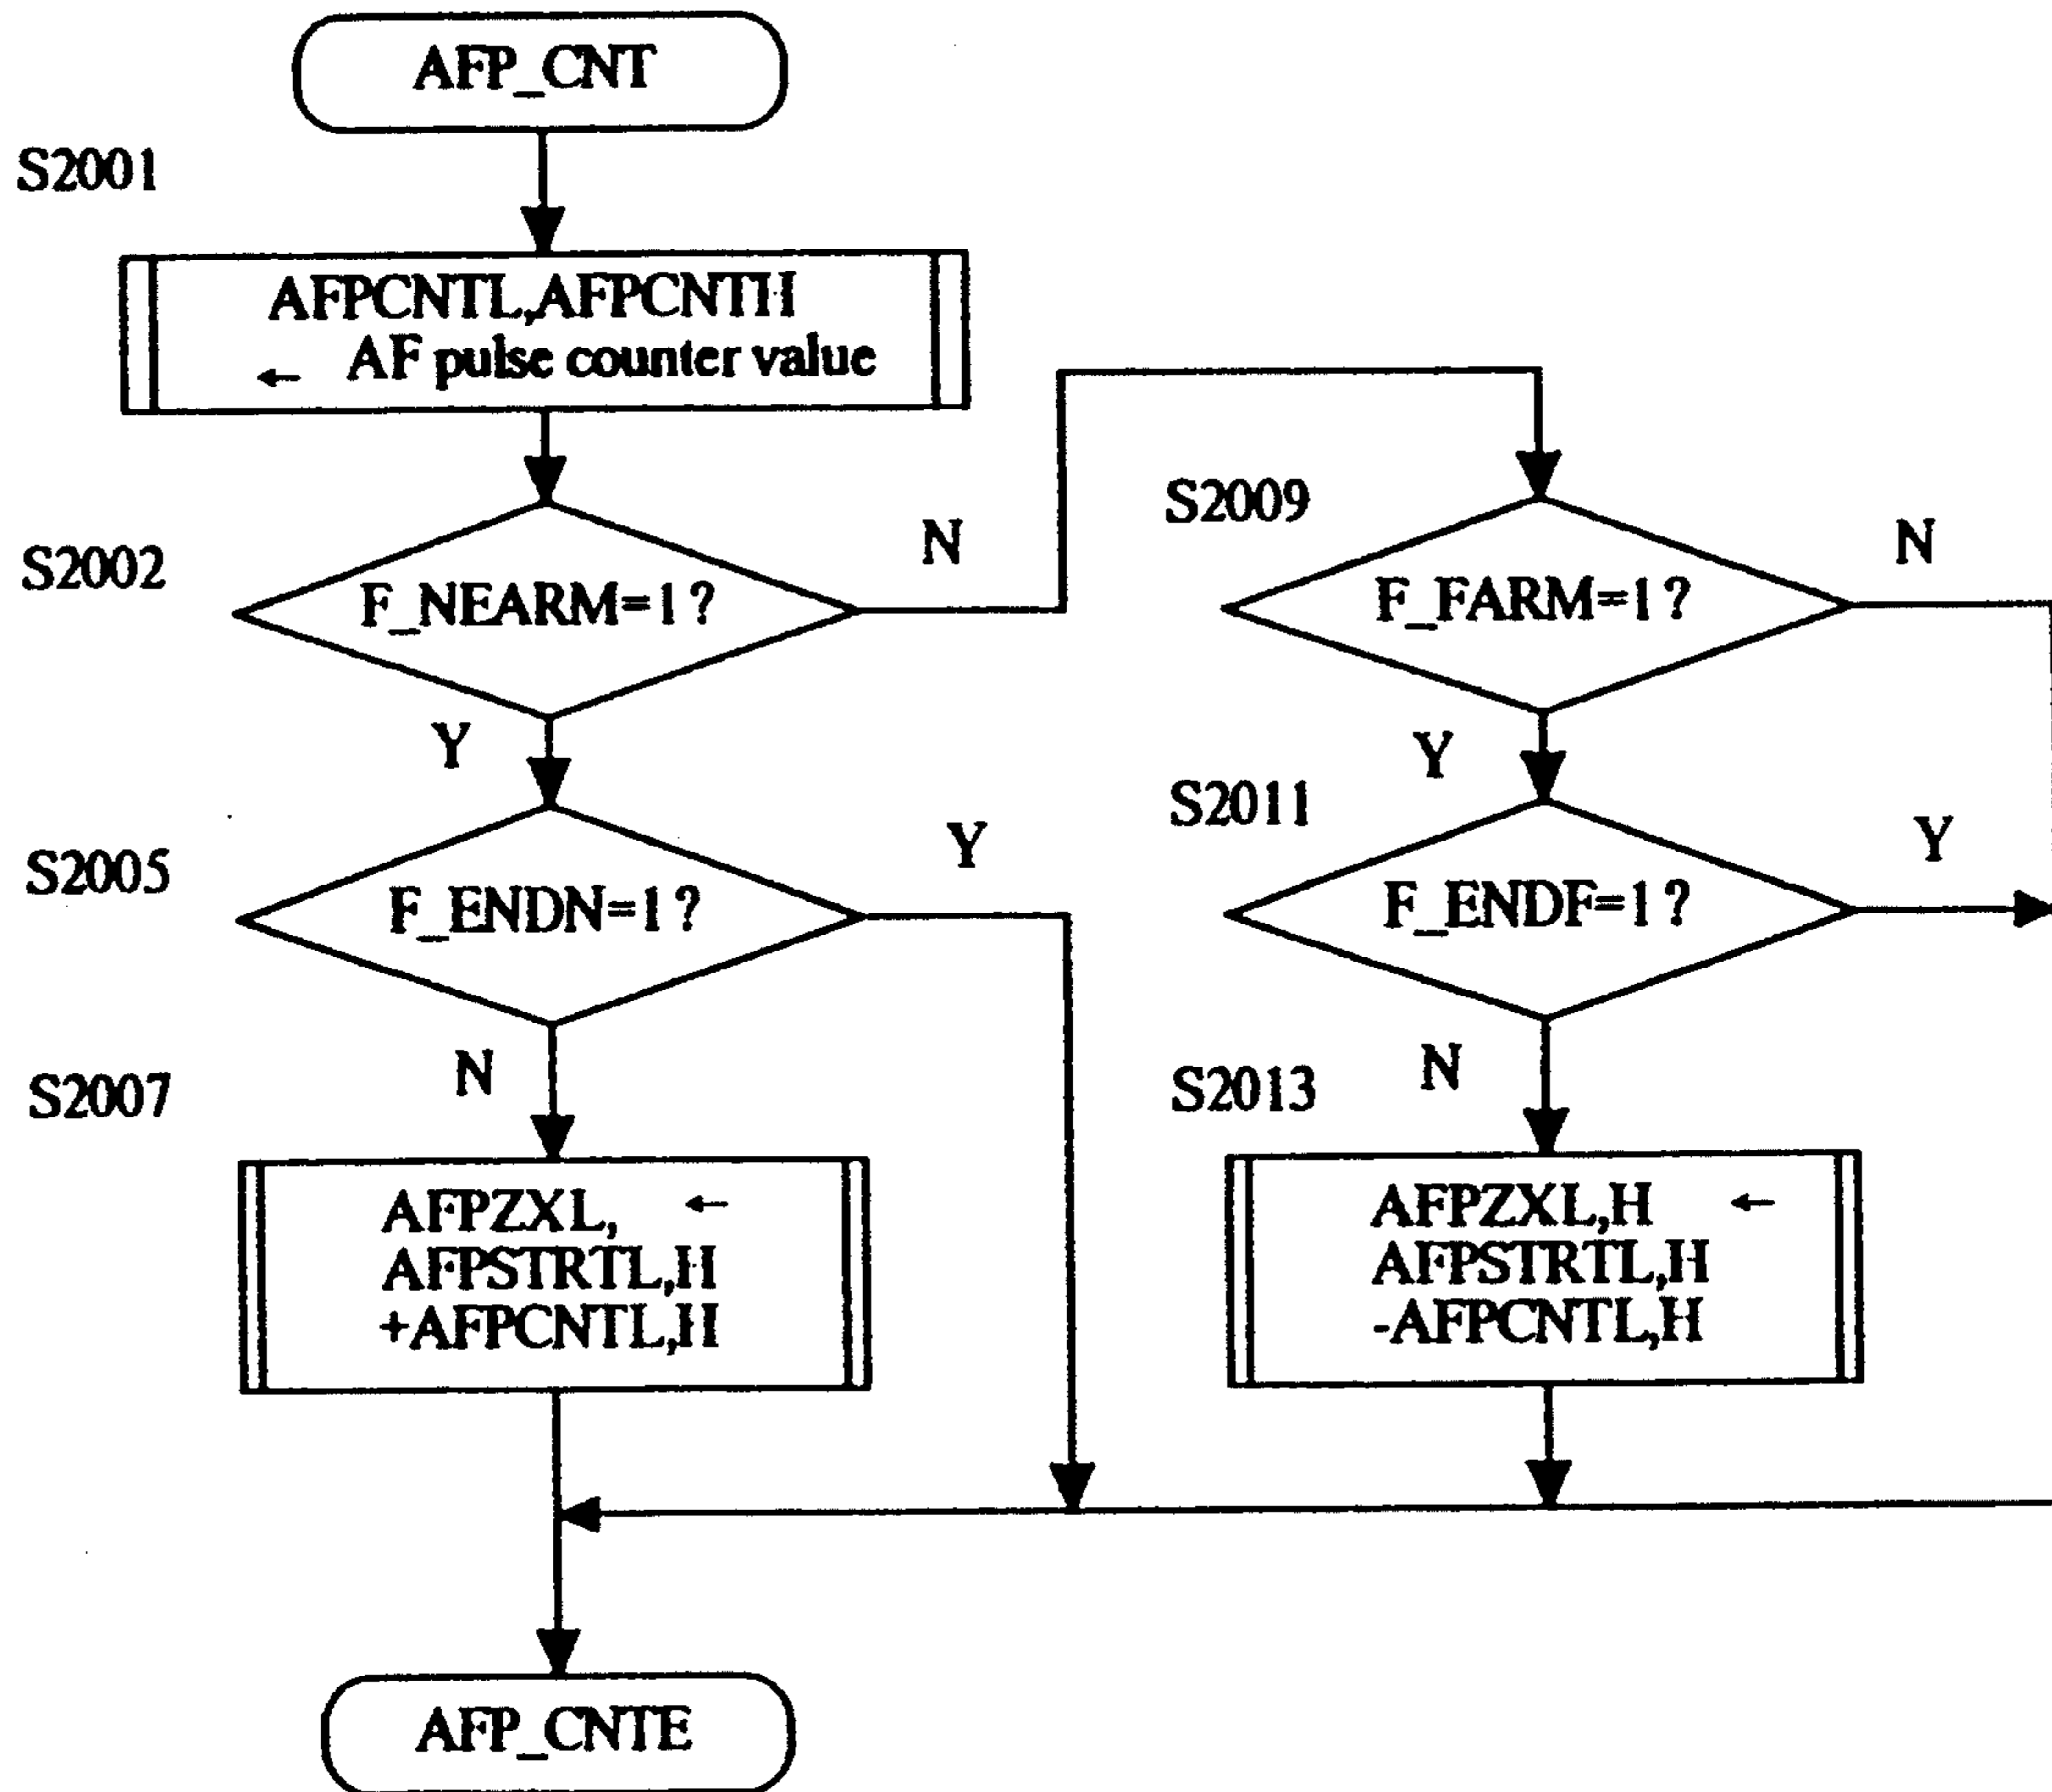 AFP_CNT
S2001
AFPCNTL,AFPCNTH
← AF pulse counter value
S2002
F_NEARM=1?
N
Y
S2005
F_ENDN=1?
Y
N
S2007
AFPZXL, ←
AFPSTRTL,H
+AFPCNTL,H
S2009
F_FARM=1?
N
Y
S2011
F_ENDF=1?
Y
N
S2013
AFPZXL,H ←
AFPSTRTL,H
-AFPCNTL,H
AFP_CNTE